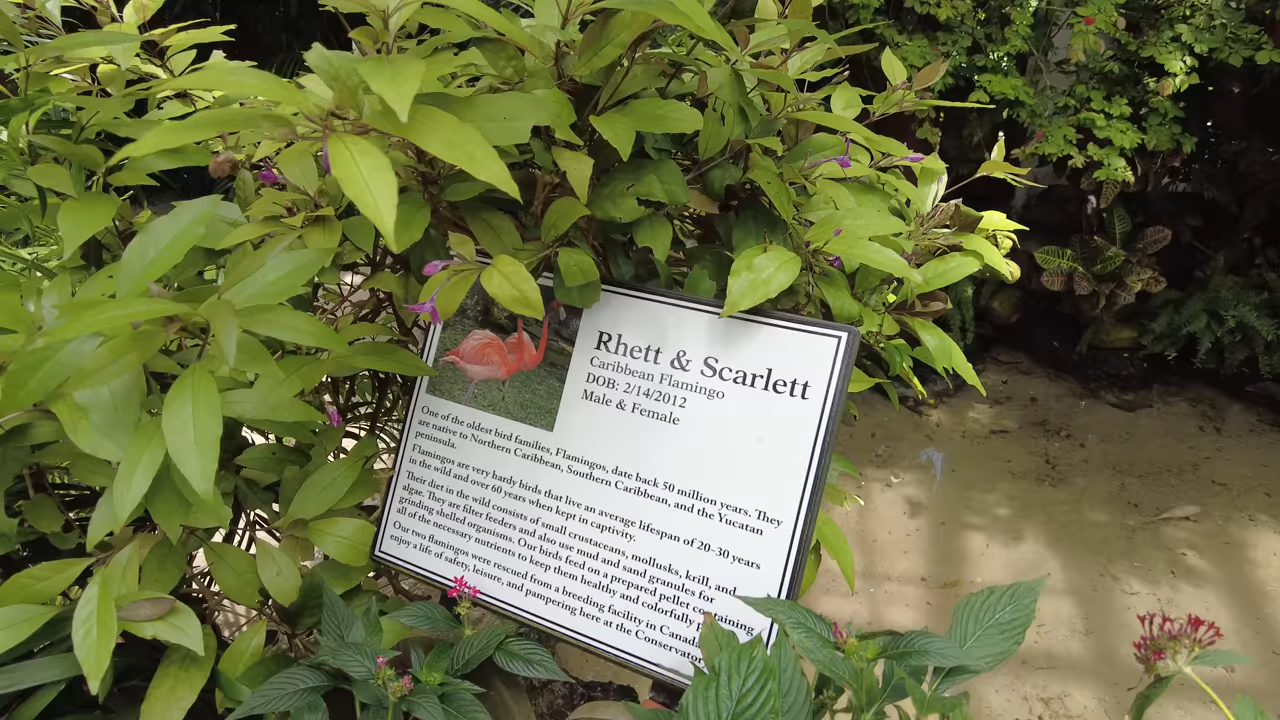 Rhett & Scarlett
Caribbean Flamingo
DOB: 2/14/2012
Male & Female
One of the oldest bird families, Flamingos, date back 50 million years. They
are native to Northern Caribbean, Southern Caribbean, and the Yucatan
peninsula.
Flamingos are very hardy birds that live an average lifespan of 20-30 years
in the wild and over 60 years when kept in captivity.
Their diet in the wild consists of small crustaceans, mollusks, krill, and
algae. They are filter feeders and also use mud and sand granules for
grinding shelled organisms. Our birds feed on a prepared pellet containing
all of the necessary nutrients to keep them healthy and colorfully
Our two flamingos were rescued from a breeding facility in Canada
enjoy a life of safety, leisure, and pampering here at the Conservatory